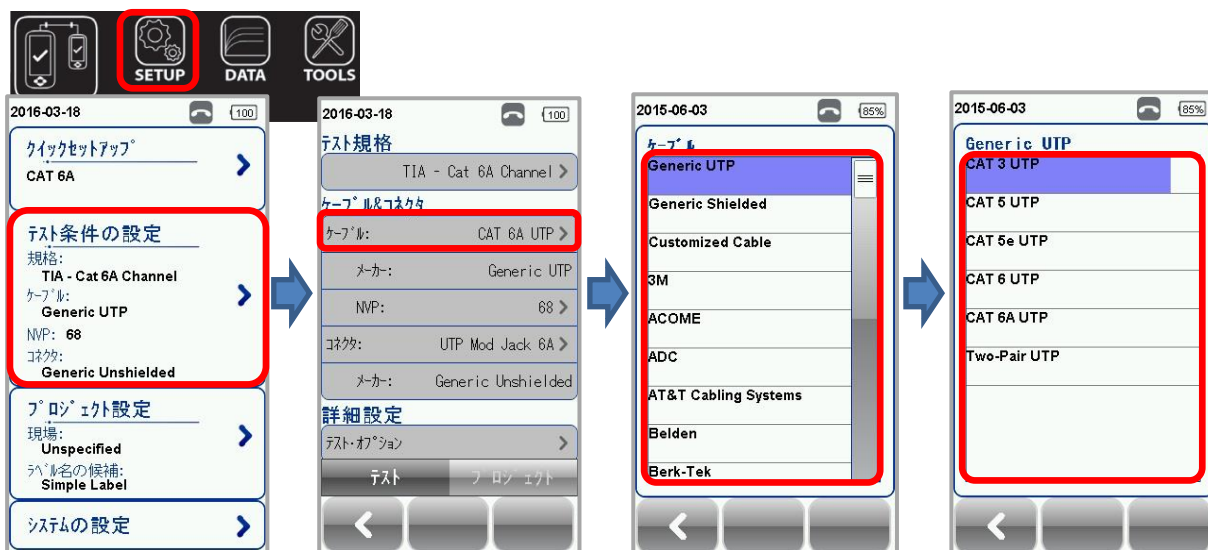 SETUP
DATA
TOOLS
2016-03-18
100
クイックセットアップ
CAT 6A
テスト条件の設定
規格:
TIA - Cat 6A Channel
ケーブル:
Generic UTP
NVP: 68
コネクタ:
Generic Unshielded
プロジェクト設定
現場:
Unspecified
ラベル名の候補:
Simple Label
システムの設定
2016-03-18
100
テスト規格
TIA - Cat 6A Channel
ケーブル&コネクタ
ケーブル: CAT 6A UTP
メーカー: Generic UTP
NVP: 68
コネクタ: UTP Mod Jack 6A
メーカー: Generic Unshielded
詳細設定
テスト・オプション
テスト プロジェクト
2015-06-03
85%
ケーブル
Generic UTP
Generic Shielded
Customized Cable
3M
ACOME
ADC
AT&T Cabling Systems
Belden
Berk-Tek
2015-06-03
85%
Generic UTP
CAT 3 UTP
CAT 5 UTP
CAT 5e UTP
CAT 6 UTP
CAT 6A UTP
Two-Pair UTP